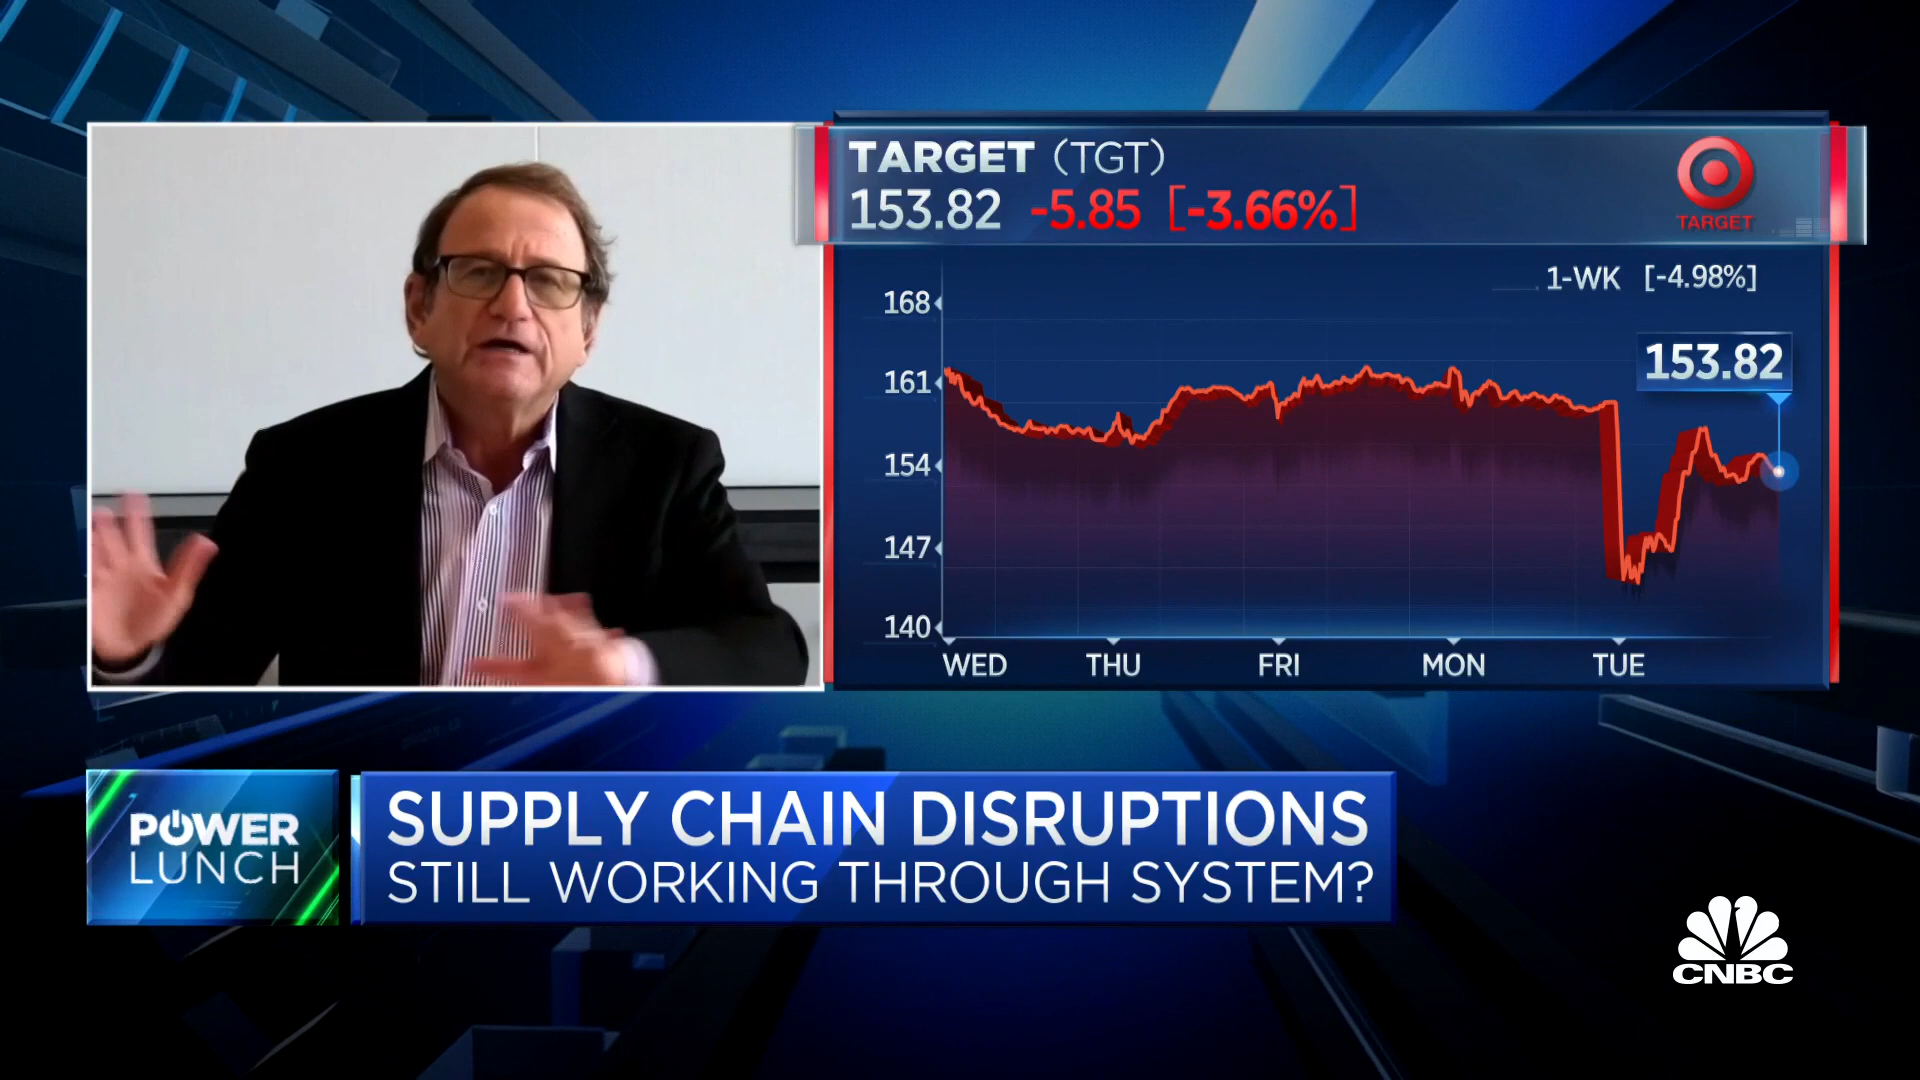 TARGET (TGT)
153.82 -5.85 [-3.66%]
TARGET
1-WK [-4.98%]
153.82
168
161
154
147
140
WED THU FRI MON TUE
POWER
LUNCH
SUPPLY CHAIN DISRUPTIONS
STILL WORKING THROUGH SYSTEM?
CNBC